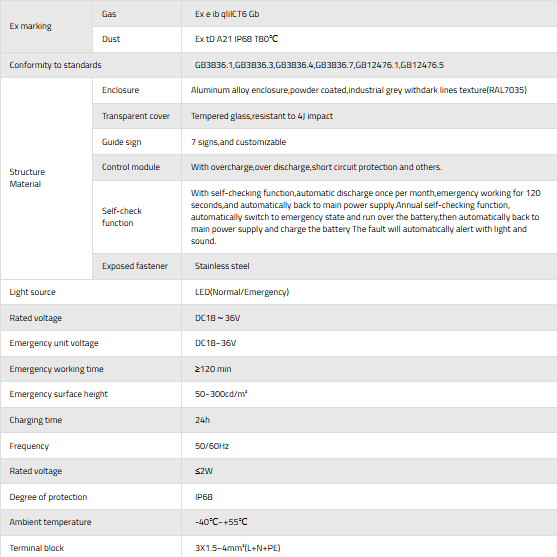 Ex marking
Gas
Ex e ib qIIICT6 Gb
Dust
Ex tD A21 IP68 T80℃
Conformity to standards
GB3836.1,GB3836.3,GB3836.4,GB3836.7,GB12476.1,GB12476.5
Structure
Material
Enclosure
Aluminum alloy enclosure,powder coated,industrial grey withdark lines texture(RAL7035)
Transparent cover
Tempered glass,resistant to 4J impact
Guide sign
7 signs,and customizable
Control module
With overcharge,over discharge,short circuit protection and others.
Self-check
function
With self-checking function,automatic discharge once per month,emergency working for 120
seconds,and automatically back to main power supply.Annual self-checking function,
automatically switch to emergency state and run over the battery,then automatically back to
main power supply and charge the battery The fault will automatically alert with light and
sound.
Exposed fastener
Stainless steel
Light source
LED(Normal/Emergency)
Rated voltage
DC18～36V
Emergency unit voltage
DC18~36V
Emergency working time
≥120 min
Emergency surface height
50~300cd/m²
Charging time
24h
Frequency
50/60Hz
Rated voltage
≤2W
Degree of protection
IP68
Ambient temperature
-40℃~+55℃
Terminal block
3X1.5~4mm²(L+N+PE)